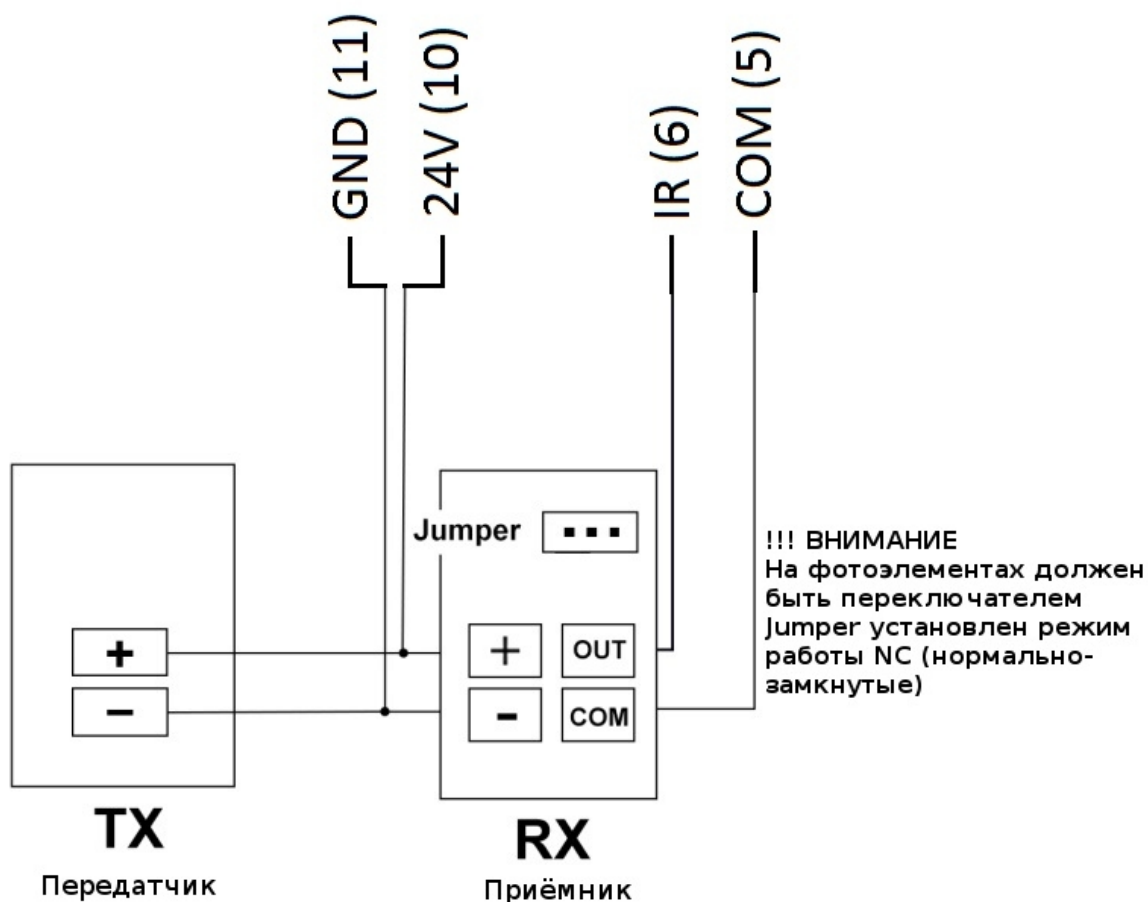 GND (11)
24V (10)
IR (6)
COM (5)
Jumper
!!! ВНИМАНИЕ
На фотоэлементах должен
быть переключателем
Jumper установлен режим
работы NC (нормально-
замкнутые)
+
−
+
OUT
-
COM
TX
Передатчик
RX
Приёмник